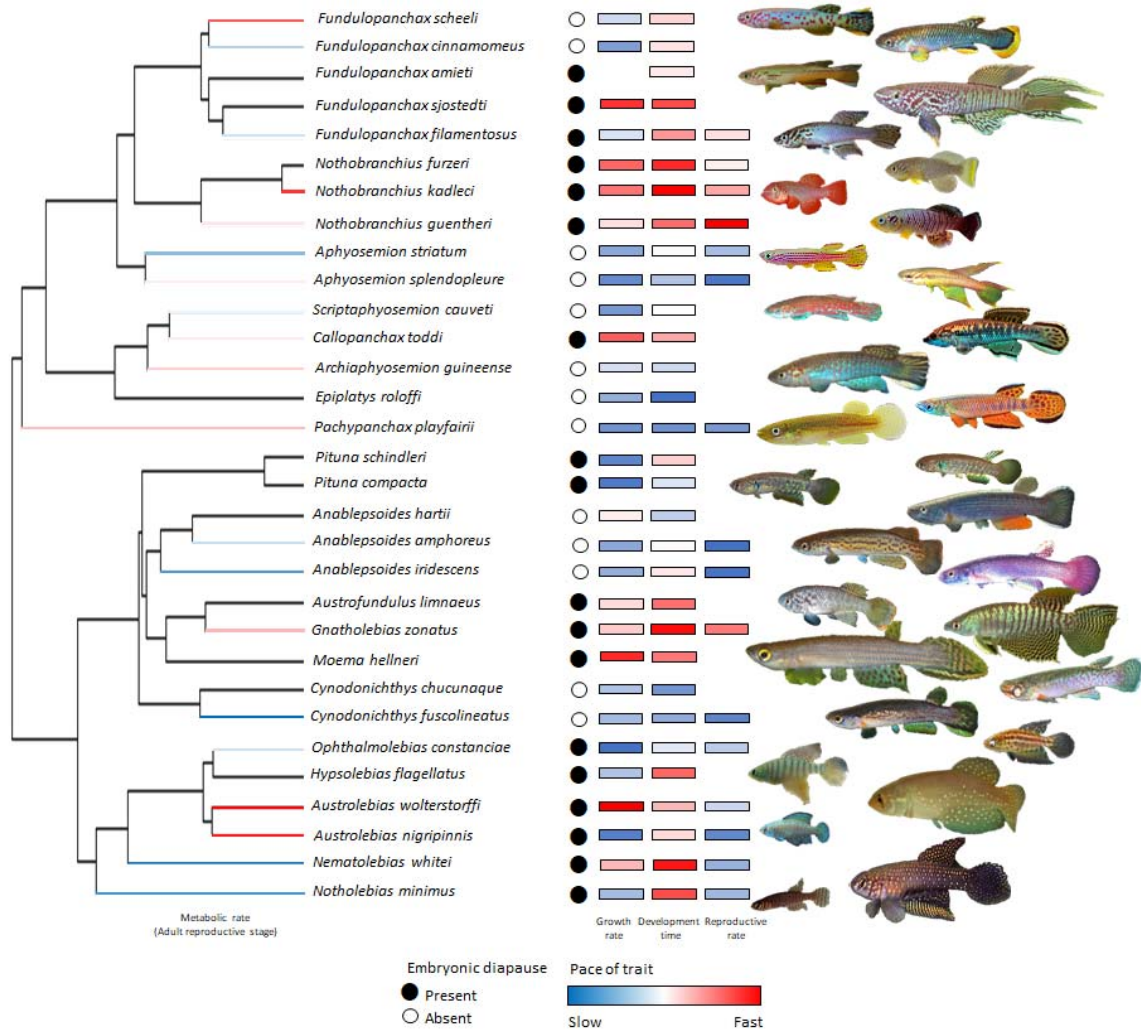 Fundulopanchax scheeli
Fundulopanchax cinnamomeus
Fundulopanchax amieti
Fundulopanchax sjostedti
Fundulopanchax filamentosus
Nothobranchius furzeri
Nothobranchius kadleci
Nothobranchius guentheri
Aphyosemion striatum
Aphyosemion splendopleure
Scriptaphyosemion cauveti
Callopanchax toddi
Archiaphyosemion guineense
Epiplatys roloffi
Pachypanchax playfairii
Pituna schindleri
Pituna compacta
Anablepsoides hartii
Anablepsoides amphoreus
Anablepsoides iridescens
Austrofundulus limnaeus
Gnatholebias zonatus
Moema hellneri
Cynodonichthys chucunaque
Cynodonichthys fuscolineatus
Ophthalmolebias constanciae
Hypsolebias flagellatus
Austrolebias wolterstorffi
Austrolebias nigripinnis
Nematolebias whitei
Notholebias minimus
Metabolic rate
(Adult reproductive stage)
Growth rate
Development time
Reproductive rate
Embryonic diapause
Present
Absent
Pace of trait
Slow
Fast